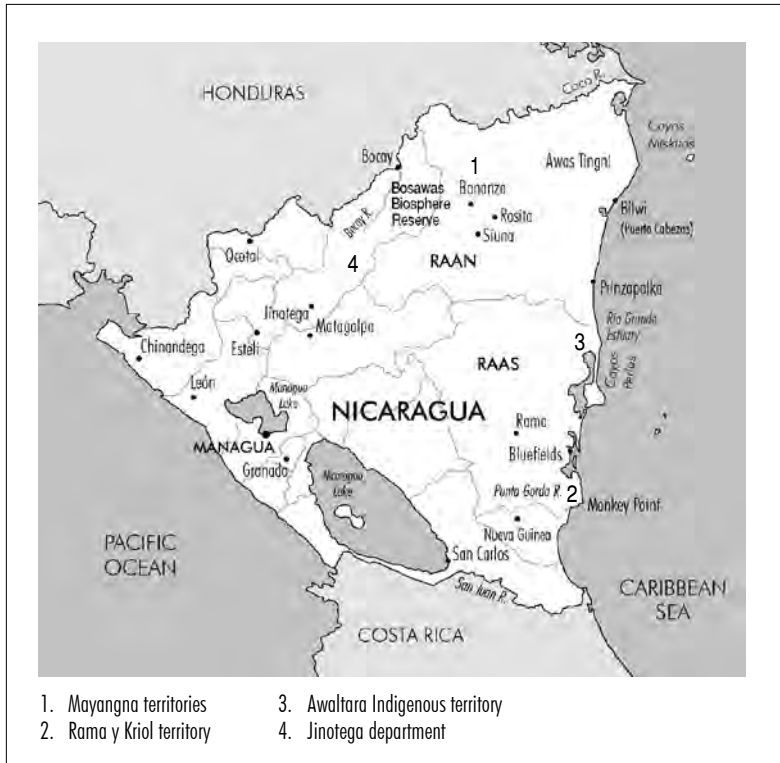 HONDURAS
Coco R.
Cayos
Miskitos
Bocay
1
Awas Tingni
Bosawas
Biosphere
Reserve
Bonanza
Rosita
Siuna
Bilwi
(Puerto Cabezas)
Bocay R.
Ocotal
4
RAAN
Prinzapolka
Jinotega
Matagalpa
Río Grande
Estuary
Chinandega
Estelí
3
RAAS
Cayos
Perlas
León
Managua
Lake
NICARAGUA
Rama
MANAGUA
Bluefields
Granada
Nicaragua
Lake
Punta Gorda R.
2
Monkey Point
Nueva Guinea
PACIFIC
OCEAN
San Carlos
San Juan R.
CARIBBEAN
SEA
COSTA RICA
1. Mayangna territories
2. Rama y Kriol territory
3. Awaltara Indigenous territory
4. Jinotega department